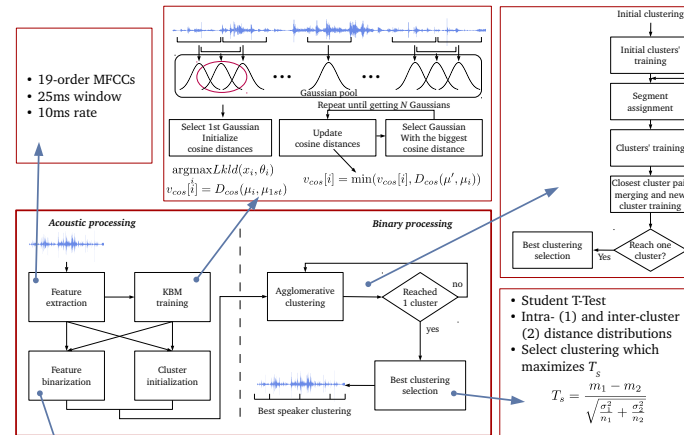 • 19-order MFCCs
• 25ms window
• 10ms rate
Gaussian pool
Repeat until getting N Gaussians
Select 1st Gaussian
Initialize
cosine distances
Update
cosine distances
Select Gaussian
With the biggest
cosine distance
argmaxLkld(x_i, θ_i)
i
v_cos[i] = D_cos(μ_i, μ_1st)
v_cos[i] = min(v_cos[i], D_cos(μ′, μ_i))
Initial clustering
Initial clusters'
training
Segment
assignment
Clusters' training
Closest cluster pair
merging and new
cluster training
Reach one
cluster?
Yes
Best clustering
selection
Acoustic processing
Binary processing
Feature
extraction
KBM
training
Feature
binarization
Cluster
initialization
Agglomerative
clustering
Reached
1 cluster
no
yes
Best clustering
selection
Best speaker clustering
• Student T-Test
• Intra- (1) and inter-cluster
(2) distance distributions
• Select clustering which
maximizes T_S
T_s = (m_1 − m_2) / √(σ_1^2/n_1 + σ_2^2/n_2)